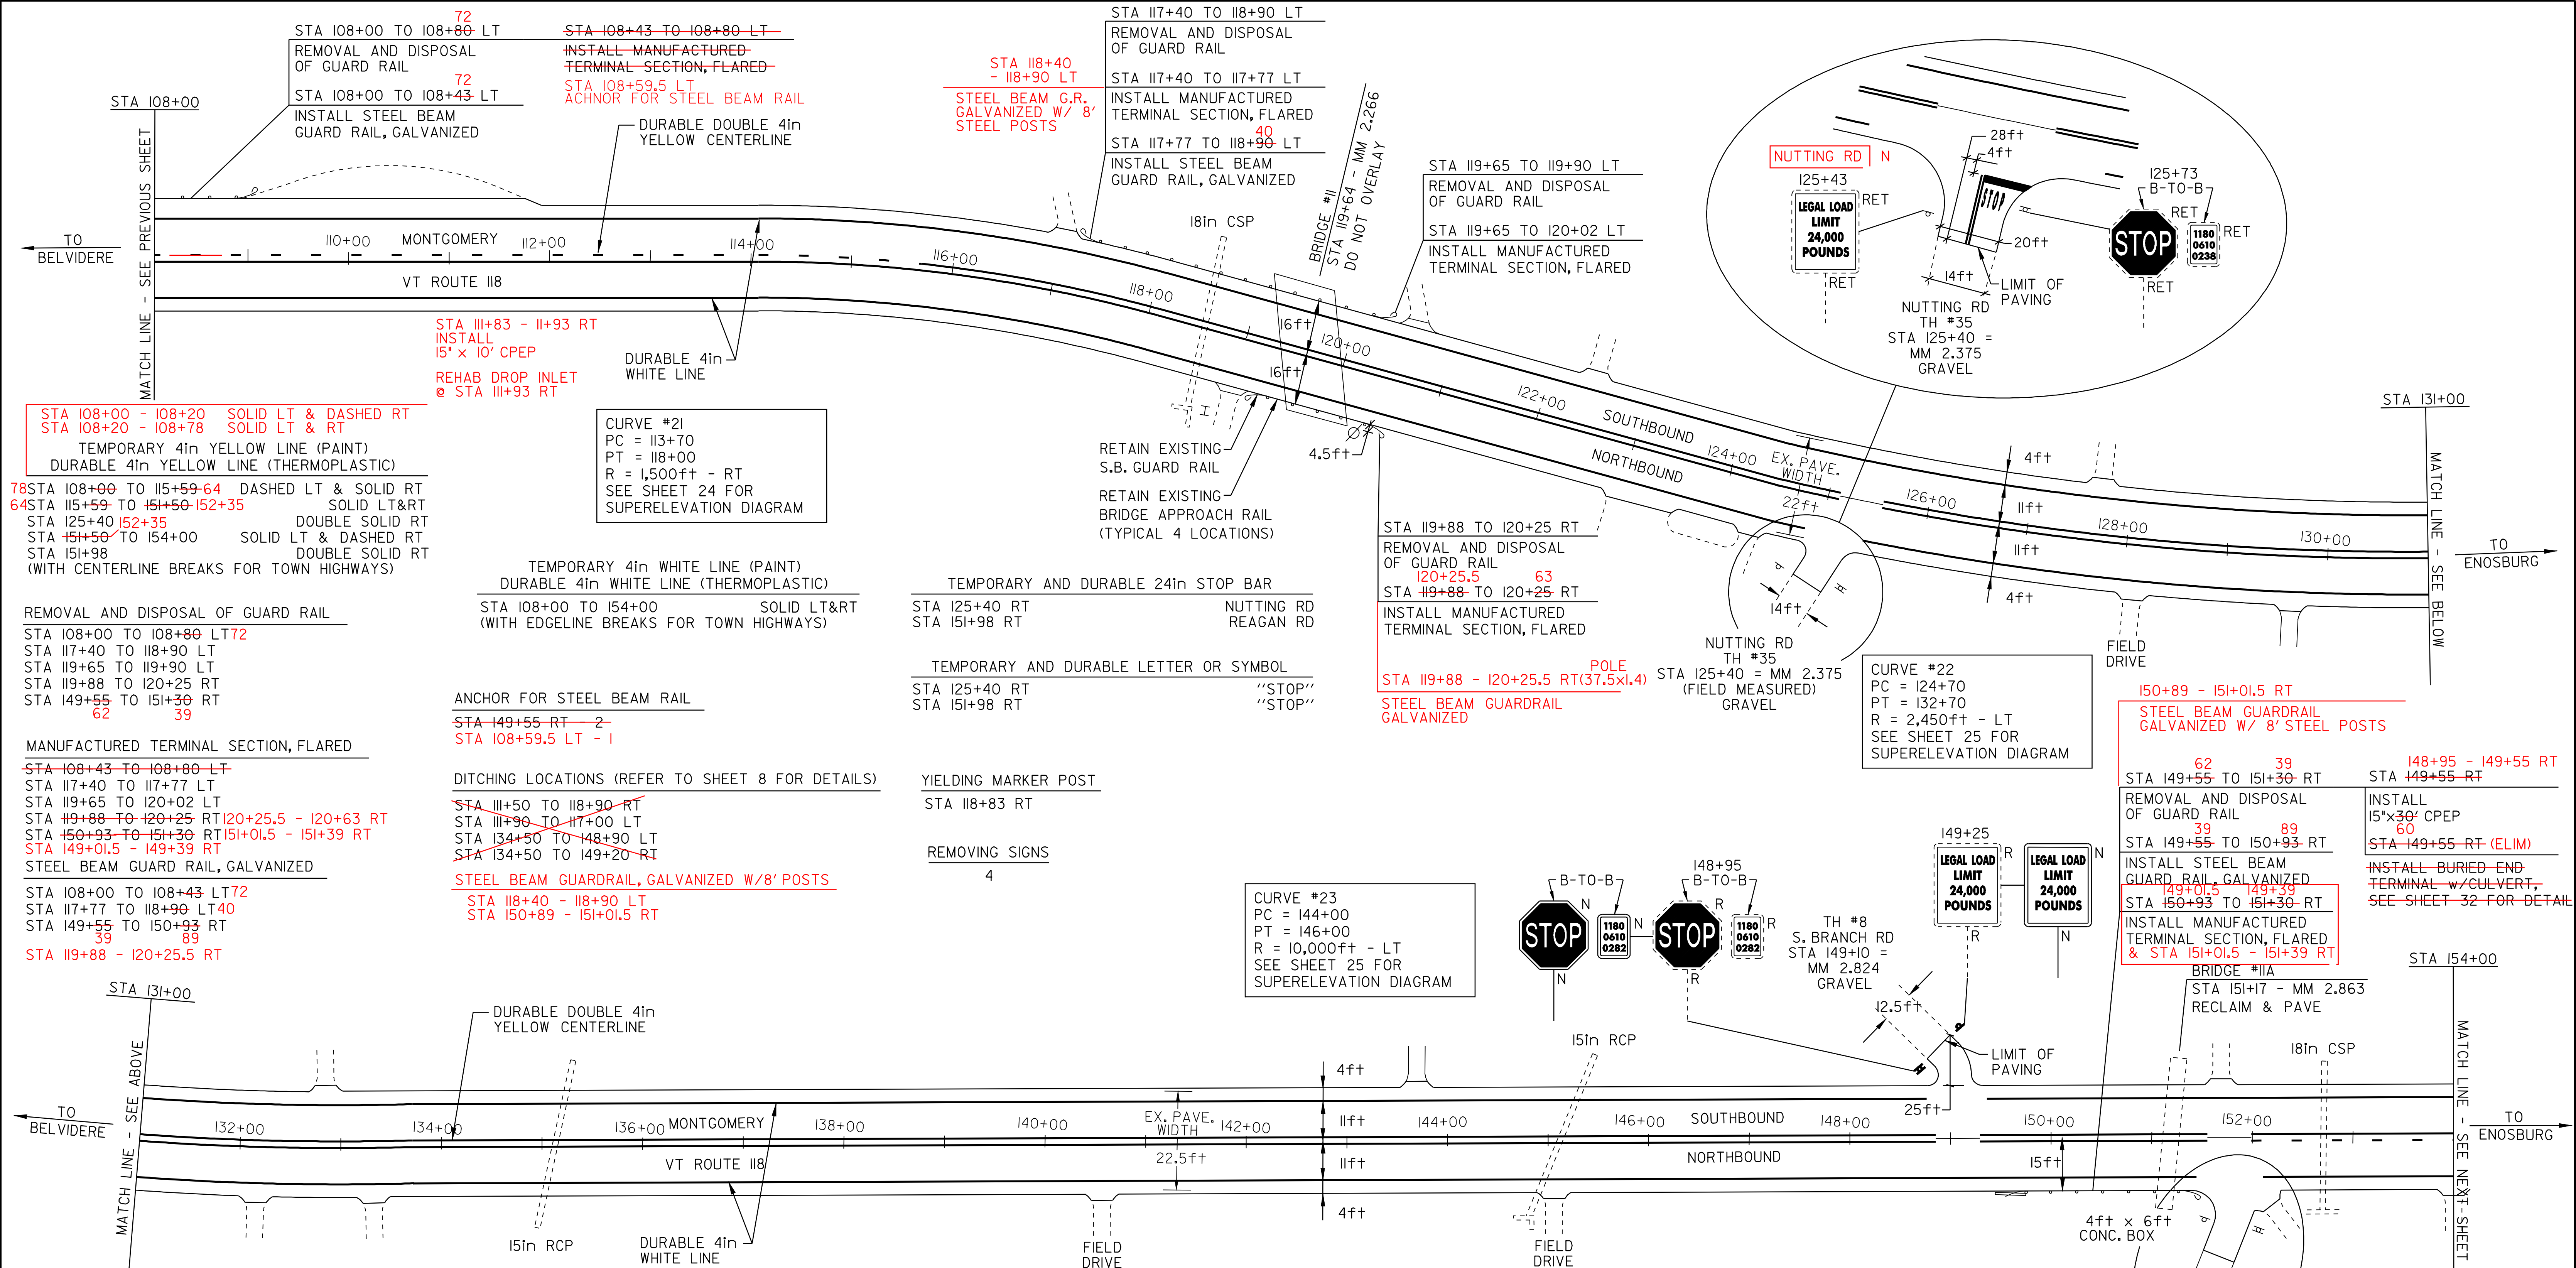 72
STA 108+00 TO 108+80 LT
REMOVAL AND DISPOSAL
OF GUARD RAIL
72
STA 108+00 TO 108+43 LT
INSTALL STEEL BEAM
GUARD RAIL, GALVANIZED
STA 108+43 TO 108+80 LT
INSTALL MANUFACTURED
TERMINAL SECTION, FLARED
STA 108+59.5 LT
ACHNOR FOR STEEL BEAM RAIL
DURABLE DOUBLE 4in
YELLOW CENTERLINE
STA 118+40
- 118+90 LT
STEEL BEAM G.R.
GALVANIZED W/ 8'
STEEL POSTS
STA 117+40 TO 118+90 LT
REMOVAL AND DISPOSAL
OF GUARD RAIL
STA 117+40 TO 117+77 LT
INSTALL MANUFACTURED
TERMINAL SECTION, FLARED
40
STA 117+77 TO 118+90 LT
INSTALL STEEL BEAM
GUARD RAIL, GALVANIZED
18in CSP
BRIDGE #11
STA 119+64 - MM 2.266
DO NOT OVERLAY
STA 119+65 TO 119+90 LT
REMOVAL AND DISPOSAL
OF GUARD RAIL
STA 119+65 TO 120+02 LT
INSTALL MANUFACTURED
TERMINAL SECTION, FLARED
NUTTING RD N
125+43
LEGAL LOAD
LIMIT
24,000
POUNDS
RET
RET
28ft
4ft
STOP
20ft
14ft
LIMIT OF
PAVING
125+73
B-TO-B
RET
STOP
1180
0610
0238
RET
RET
NUTTING RD
TH #35
STA 125+40 =
MM 2.375
GRAVEL
STA 108+00
MATCH LINE - SEE PREVIOUS SHEET
TO
BELVIDERE
110+00
MONTGOMERY
112+00
114+00
116+00
118+00
120+00
122+00
124+00
126+00
128+00
130+00
VT ROUTE 118
16ft
16ft
SOUTHBOUND
NORTHBOUND
EX. PAVE.
WIDTH
22ft
4ft
11ft
11ft
4ft
STA 131+00
MATCH LINE - SEE BELOW
TO
ENOSBURG
STA 111+83 - 11+93 RT
INSTALL
15" x 10' CPEP
REHAB DROP INLET
@ STA 111+93 RT
DURABLE 4in
WHITE LINE
STA 108+00 - 108+20 SOLID LT & DASHED RT
STA 108+20 - 108+78 SOLID LT & RT
TEMPORARY 4in YELLOW LINE (PAINT)
DURABLE 4in YELLOW LINE (THERMOPLASTIC)
78 STA 108+00 TO 115+59 64 DASHED LT & SOLID RT
64 STA 115+59 TO 151+50 152+35 SOLID LT&RT
STA 125+40 152+35 DOUBLE SOLID RT
STA 151+50 TO 154+00 SOLID LT & DASHED RT
STA 151+98 DOUBLE SOLID RT
(WITH CENTERLINE BREAKS FOR TOWN HIGHWAYS)
CURVE #21
PC = 113+70
PT = 118+00
R = 1,500ft - RT
SEE SHEET 24 FOR
SUPERELEVATION DIAGRAM
RETAIN EXISTING
S.B. GUARD RAIL
RETAIN EXISTING
BRIDGE APPROACH RAIL
(TYPICAL 4 LOCATIONS)
4.5ft
STA 119+88 TO 120+25 RT
REMOVAL AND DISPOSAL
OF GUARD RAIL
120+25.5 63
STA 119+88 TO 120+25 RT
INSTALL MANUFACTURED
TERMINAL SECTION, FLARED
POLE
STA 119+88 - 120+25.5 RT(37.5x1.4)
STEEL BEAM GUARDRAIL
GALVANIZED
14ft
NUTTING RD
TH #35
STA 125+40 = MM 2.375
(FIELD MEASURED)
GRAVEL
FIELD
DRIVE
CURVE #22
PC = 124+70
PT = 132+70
R = 2,450ft - LT
SEE SHEET 25 FOR
SUPERELEVATION DIAGRAM
TEMPORARY 4in WHITE LINE (PAINT)
DURABLE 4in WHITE LINE (THERMOPLASTIC)
STA 108+00 TO 154+00 SOLID LT&RT
(WITH EDGELINE BREAKS FOR TOWN HIGHWAYS)
TEMPORARY AND DURABLE 24in STOP BAR
STA 125+40 RT NUTTING RD
STA 151+98 RT REAGAN RD
TEMPORARY AND DURABLE LETTER OR SYMBOL
STA 125+40 RT "STOP"
STA 151+98 RT "STOP"
REMOVAL AND DISPOSAL OF GUARD RAIL
STA 108+00 TO 108+80 LT 72
STA 117+40 TO 118+90 LT
STA 119+65 TO 119+90 LT
STA 119+88 TO 120+25 RT
STA 149+55 TO 151+30 RT
62 39
MANUFACTURED TERMINAL SECTION, FLARED
STA 108+43 TO 108+80 LT
STA 117+40 TO 117+77 LT
STA 119+65 TO 120+02 LT
STA 119+88 TO 120+25 RT 120+25.5 - 120+63 RT
STA 150+93 TO 151+30 RT 151+01.5 - 151+39 RT
STA 149+01.5 - 149+39 RT
STEEL BEAM GUARD RAIL, GALVANIZED
STA 108+00 TO 108+43 LT 72
STA 117+77 TO 118+90 LT 40
STA 149+55 TO 150+93 RT
39 89
STA 119+88 - 120+25.5 RT
ANCHOR FOR STEEL BEAM RAIL
STA 149+55 RT - 2
STA 108+59.5 LT - 1
DITCHING LOCATIONS (REFER TO SHEET 8 FOR DETAILS)
STA 111+50 TO 118+90 RT
STA 111+90 TO 117+00 LT
STA 134+50 TO 148+90 LT
STA 134+50 TO 149+20 RT
STEEL BEAM GUARDRAIL, GALVANIZED W/8' POSTS
STA 118+40 - 118+90 LT
STA 150+89 - 151+01.5 RT
YIELDING MARKER POST
STA 118+83 RT
REMOVING SIGNS
4
CURVE #23
PC = 144+00
PT = 146+00
R = 10,000ft - LT
SEE SHEET 25 FOR
SUPERELEVATION DIAGRAM
B-TO-B
N
STOP
1180
0610
0282
N
N
148+95
B-TO-B
R
STOP
1180
0610
0282
R
R
TH #8
S. BRANCH RD
STA 149+10 =
MM 2.824
GRAVEL
149+25
LEGAL LOAD
LIMIT
24,000
POUNDS
R
R
LEGAL LOAD
LIMIT
24,000
POUNDS
N
N
150+89 - 151+01.5 RT
STEEL BEAM GUARDRAIL
GALVANIZED W/ 8' STEEL POSTS
62 39
STA 149+55 TO 151+30 RT
REMOVAL AND DISPOSAL
OF GUARD RAIL
39 89
STA 149+55 TO 150+93 RT
INSTALL STEEL BEAM
GUARD RAIL, GALVANIZED
149+01.5 149+39
STA 150+93 TO 151+30 RT
INSTALL MANUFACTURED
TERMINAL SECTION, FLARED
& STA 151+01.5 - 151+39 RT
148+95 - 149+55 RT
STA 149+55 RT
INSTALL
15"x30' CPEP
60
STA 149+55 RT (ELIM)
INSTALL BURIED END
TERMINAL w/CULVERT,
SEE SHEET 32 FOR DETAIL
BRIDGE #11A
STA 151+17 - MM 2.863
RECLAIM & PAVE
STA 154+00
STA 131+00
MATCH LINE - SEE ABOVE
TO
BELVIDERE
DURABLE DOUBLE 4in
YELLOW CENTERLINE
132+00
134+00
136+00
MONTGOMERY
138+00
140+00
EX. PAVE.
WIDTH
142+00
144+00
146+00
SOUTHBOUND
148+00
150+00
152+00
VT ROUTE 118
22.5ft
4ft
11ft
11ft
4ft
NORTHBOUND
15in RCP
15in RCP
12.5ft
LIMIT OF
PAVING
25ft
15ft
18in CSP
4ft x 6ft
CONC. BOX
DURABLE 4in
WHITE LINE
FIELD
DRIVE
FIELD
DRIVE
MATCH LINE - SEE NEXT SHEET
TO
ENOSBURG